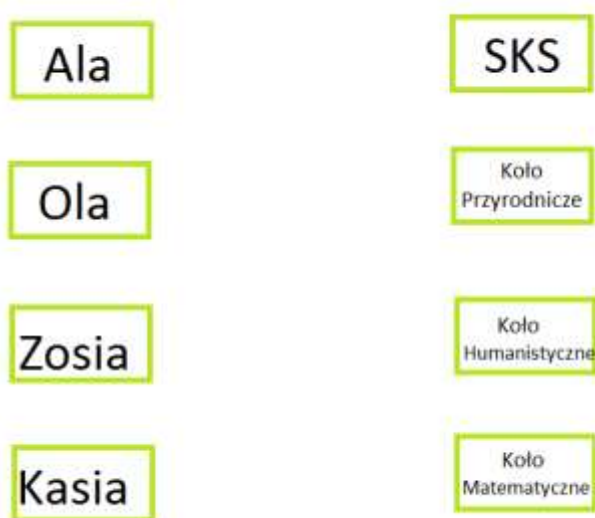 Ala
SKS
Ola
Koło
Przyrodnicze
Zosia
Koło
Humanistyczne
Kasia
Koło
Matematyczne